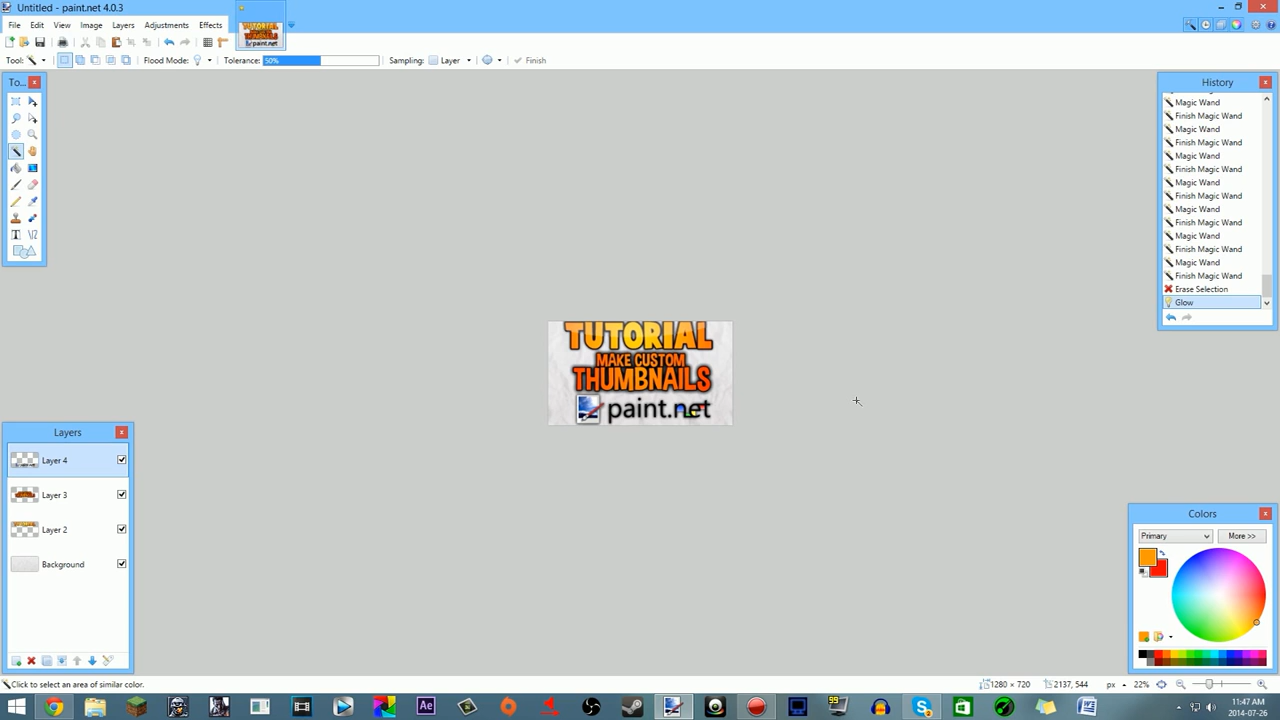 Untitled - paint.net 4.0.3
File Edit View Image Layers Adjustments Effects
Tool: Flood Mode: Tolerance: 50% Sampling: Layer Finish
To...
History
Magic Wand
Finish Magic Wand
Magic Wand
Finish Magic Wand
Magic Wand
Finish Magic Wand
Magic Wand
Finish Magic Wand
Magic Wand
Finish Magic Wand
Magic Wand
Finish Magic Wand
Magic Wand
Finish Magic Wand
Erase Selection
Glow
TUTORIAL
MAKE CUSTOM
THUMBNAILS
paint.net
Layers
Layer 4
Layer 3
Layer 2
Background
Colors
Primary More >>
Click to select an area of similar color. 1280 × 720 2137, 544 px 22%
Ae 99
11:47 AM
2014-07-26